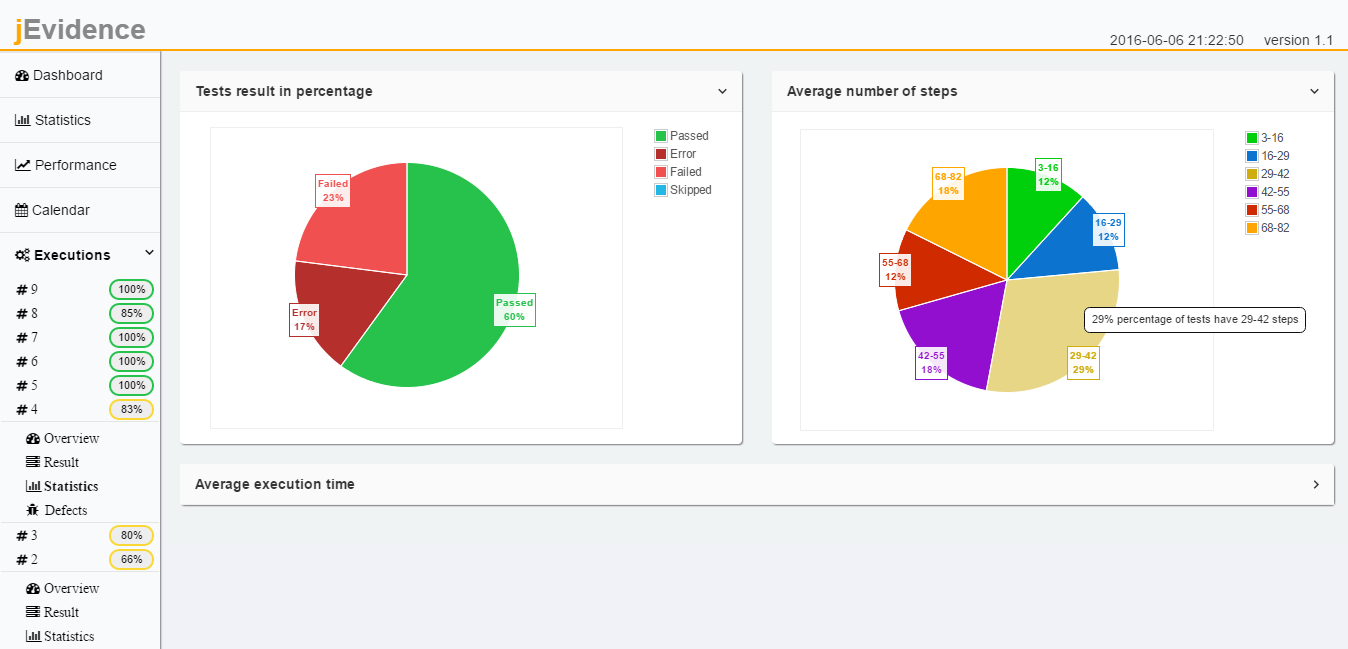 jEvidence
2016-06-06 21:22:50 version 1.1
Dashboard
Statistics
Performance
Calendar
Executions
# 9 100%
# 8 85%
# 7 100%
# 6 100%
# 5 100%
# 4 83%
Overview
Result
Statistics
Defects
# 3 80%
# 2 66%
Overview
Result
Statistics
Tests result in percentage
Failed
23%
Error
17%
Passed
60%
Passed
Error
Failed
Skipped
Average number of steps
3-16
12%
68-82
18%
16-29
12%
55-68
12%
29% percentage of tests have 29-42 steps
42-55
18%
29-42
29%
3-16
16-29
29-42
42-55
55-68
68-82
Average execution time